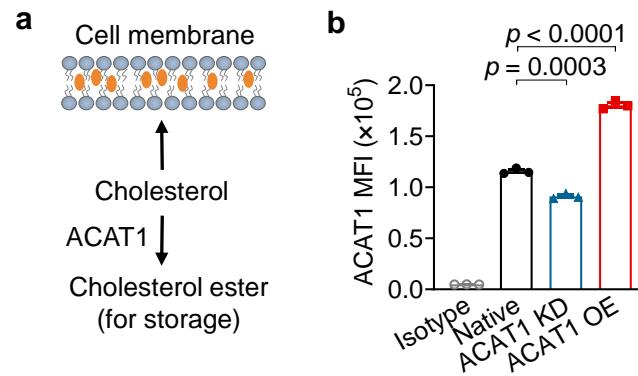 a
Cell membrane
Cholesterol
ACAT1
Cholesterol ester
(for storage)
b
p < 0.0001
p = 0.0003
ACAT1 MFI (×10⁵)
2.0
1.5
1.0
0.5
0.0
Isotype
Native
ACAT1 KD
ACAT1 OE